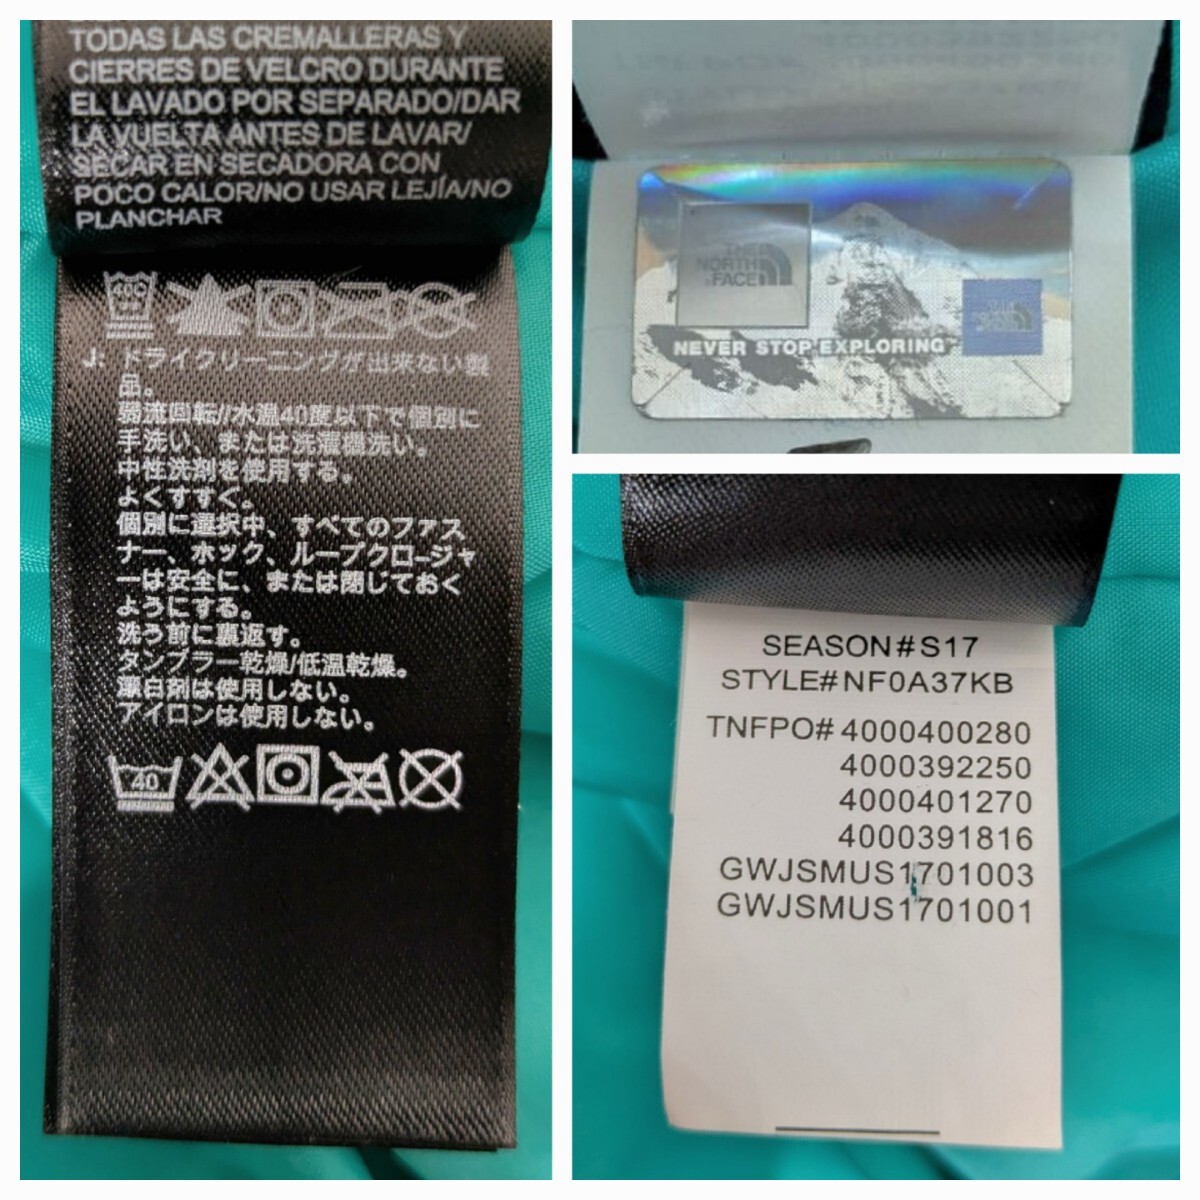 TODAS LAS CREMALLERAS Y
CIERRES DE VELCRO DURANTE
EL LAVADO POR SEPARADO/DAR
LA VUELTA ANTES DE LAVAR/
SECAR EN SECADORA CON
POCO CALOR/NO USAR LEJÍA/NO
PLANCHAR
40C
J: ドライクリーニングが出来ない製
品。
弱流回転//水温40度以下で個別に
手洗い、または洗濯機洗い。
中性洗剤を使用する。
よくすすぐ。
個別に選択中、すべてのファス
ナー、ホック、ループクロージャ
ーは安全に、または閉じておく
ようにする。
洗う前に裏返す。
タンブラー乾燥/低温乾燥。
漂白剤は使用しない。
アイロンは使用しない。
40
THE
NORTH
FACE
NEVER STOP EXPLORING™
SEASON#S17
STYLE#NF0A37KB
TNFPO#4000400280
4000392250
4000401270
4000391816
GWJSMUS1701003
GWJSMUS1701001